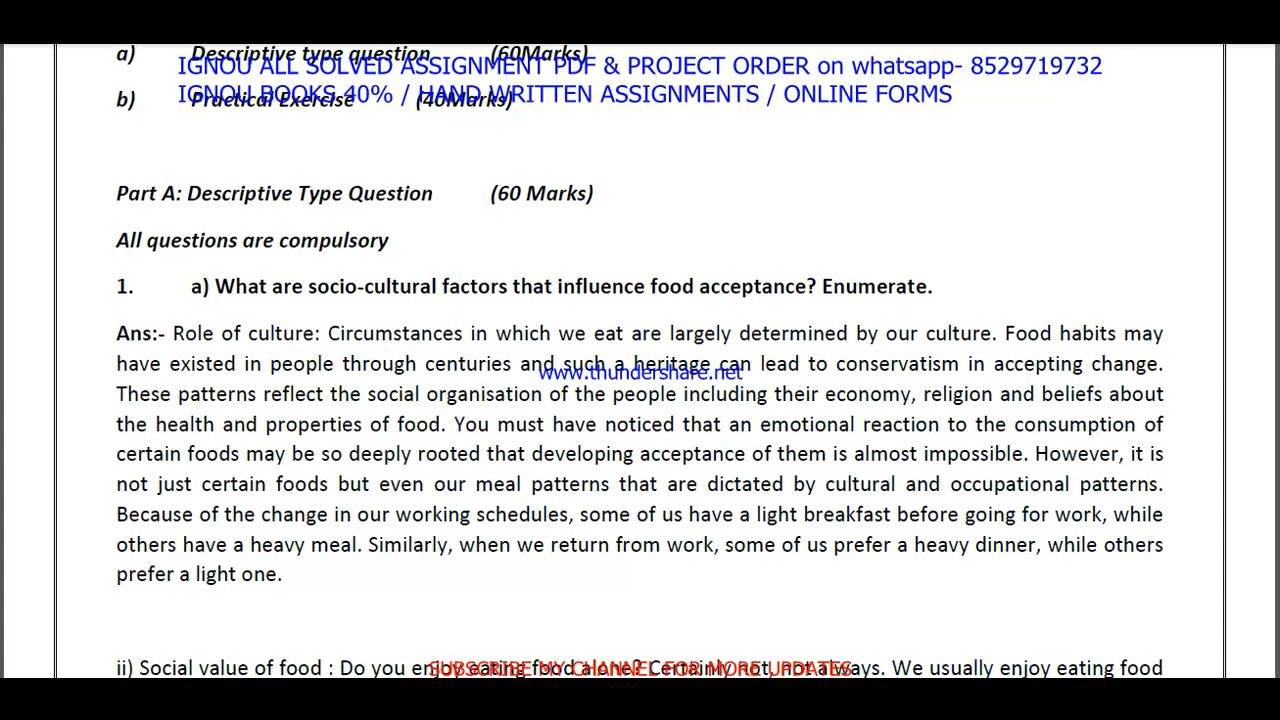 a) Descriptive type question (60Marks)
IGNOU ALL SOLVED ASSIGNMENT PDF & PROJECT ORDER on whatsapp- 8529719732
IGNOU BOOKS 40% / HAND WRITTEN ASSIGNMENTS / ONLINE FORMS
b) Practical Exercise (40Marks)
Part A: Descriptive Type Question (60 Marks)
All questions are compulsory
1. a) What are socio-cultural factors that influence food acceptance? Enumerate.
Ans:- Role of culture: Circumstances in which we eat are largely determined by our culture. Food habits may
have existed in people through centuries and such a heritage can lead to conservatism in accepting change.
www.thundershare.net
These patterns reflect the social organisation of the people including their economy, religion and beliefs about
the health and properties of food. You must have noticed that an emotional reaction to the consumption of
certain foods may be so deeply rooted that developing acceptance of them is almost impossible. However, it is
not just certain foods but even our meal patterns that are dictated by cultural and occupational patterns.
Because of the change in our working schedules, some of us have a light breakfast before going for work, while
others have a heavy meal. Similarly, when we return from work, some of us prefer a heavy dinner, while others
prefer a light one.
ii) Social value of food : Do you enjoy eating food alone? Certainly not, not always. We usually enjoy eating food
SUBSCRIBE MY CHANNEL FOR MORE UPDATES